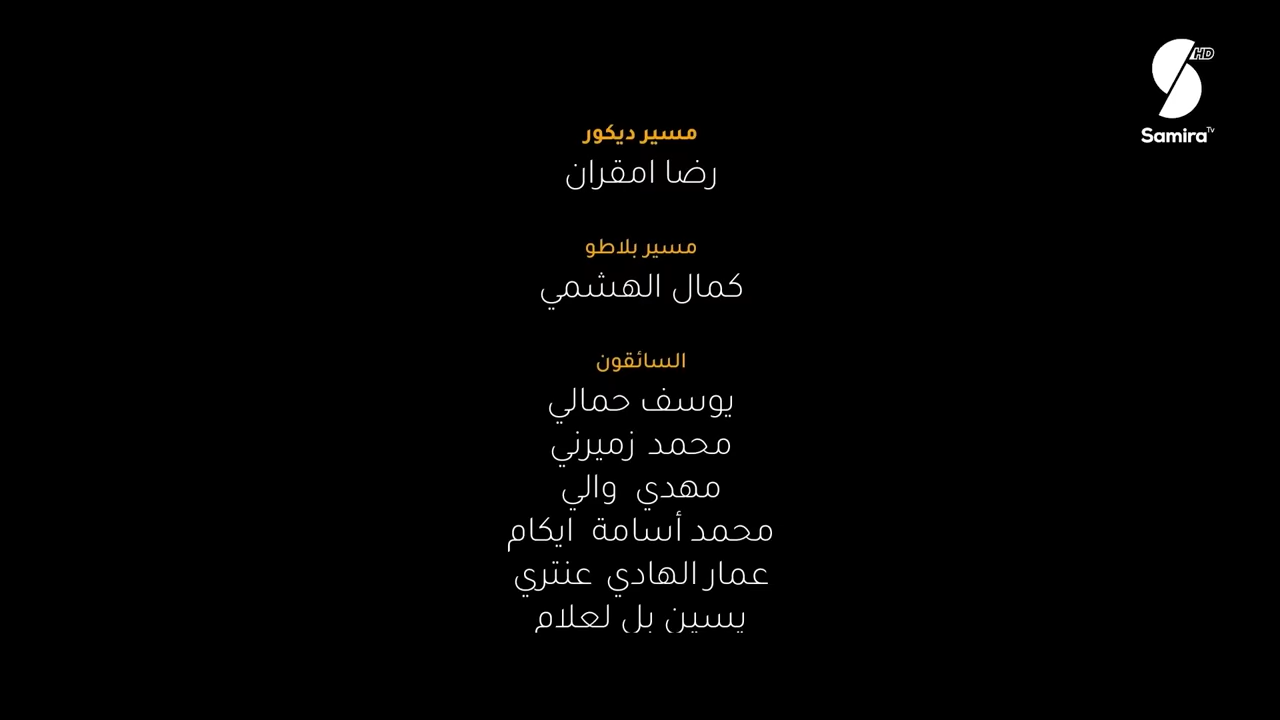 HD
Samira Tv
مسير ديكور
رضا امقران
مسير بلاطو
كمال الهشمي
السائقون
يوسف حمالي
محمد زميرني
مهدي والي
محمد أسامة ايكام
عمار الهادي عنتري
يسين بل لعلام